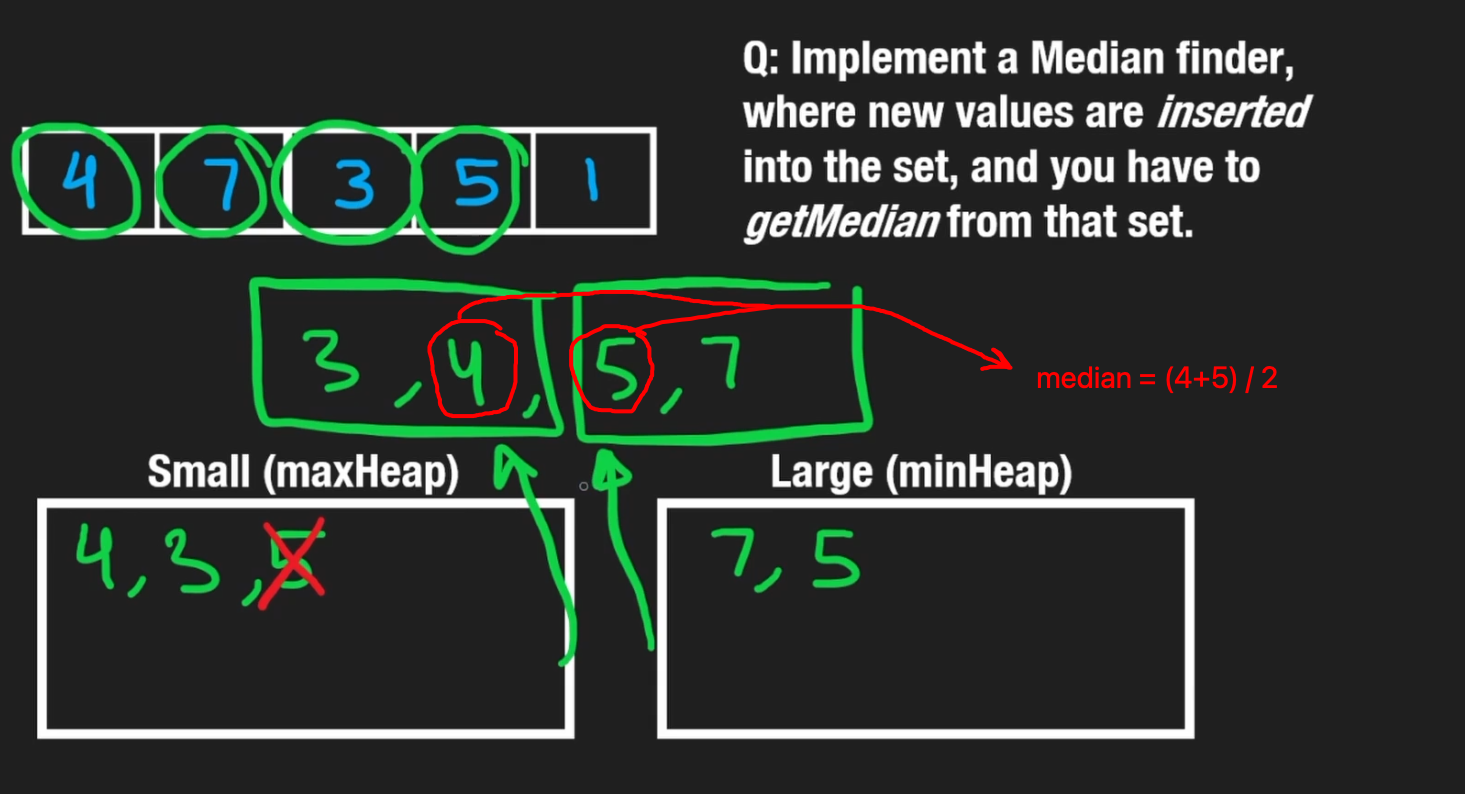 Q: Implement a Median finder,
where new values are inserted
into the set, and you have to
getMedian from that set.
4 7 3 5 1
3 , 4 , 5 , 7
median = (4+5) / 2
Small (maxHeap)
4, 3, 5
Large (minHeap)
7, 5